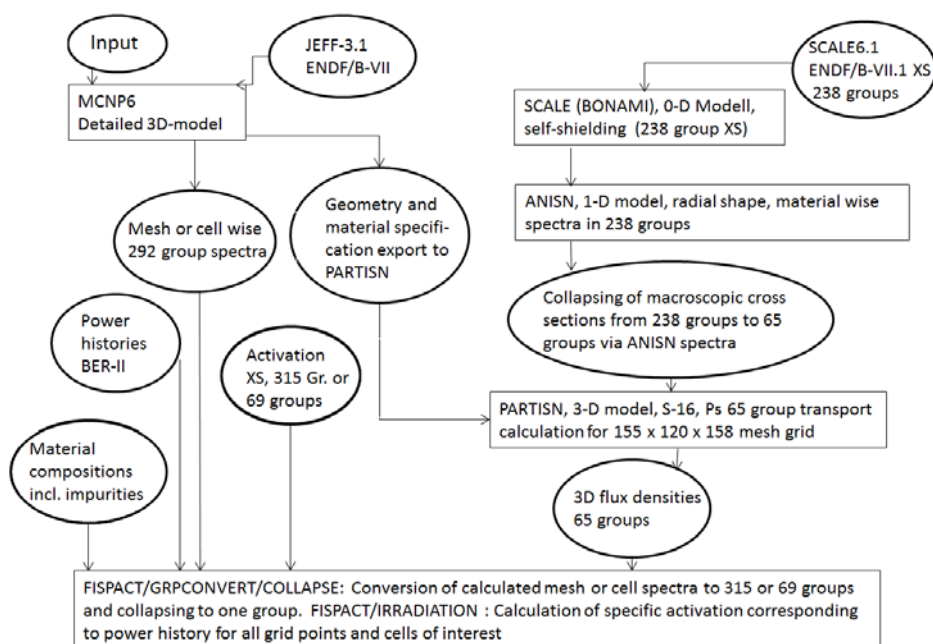 Input
JEFF-3.1
ENDF/B-VII
SCALE6.1
ENDF/B-VII.1 XS
238 groups
MCNP6
Detailed 3D-model
SCALE (BONAMI), 0-D Modell,
self-shielding (238 group XS)
Mesh or cell wise
292 group spectra
Geometry and
material specifi-
cation export to
PARTISN
ANISN, 1-D model, radial shape, material wise
spectra in 238 groups
Collapsing of macroscopic cross
sections from 238 groups to 65
groups via ANISN spectra
Power
histories
BER-II
Activation
XS, 315 Gr. or
69 groups
PARTISN, 3-D model, S-16, Ps 65 group transport
calculation for 155 x 120 x 158 mesh grid
Material
compositions
incl. impurities
3D flux densities
65 groups
FISPACT/GRPCONVERT/COLLAPSE: Conversion of calculated mesh or cell spectra to 315 or 69 groups
and collapsing to one group. FISPACT/IRRADIATION : Calculation of specific activation corresponding
to power history for all grid points and cells of interest